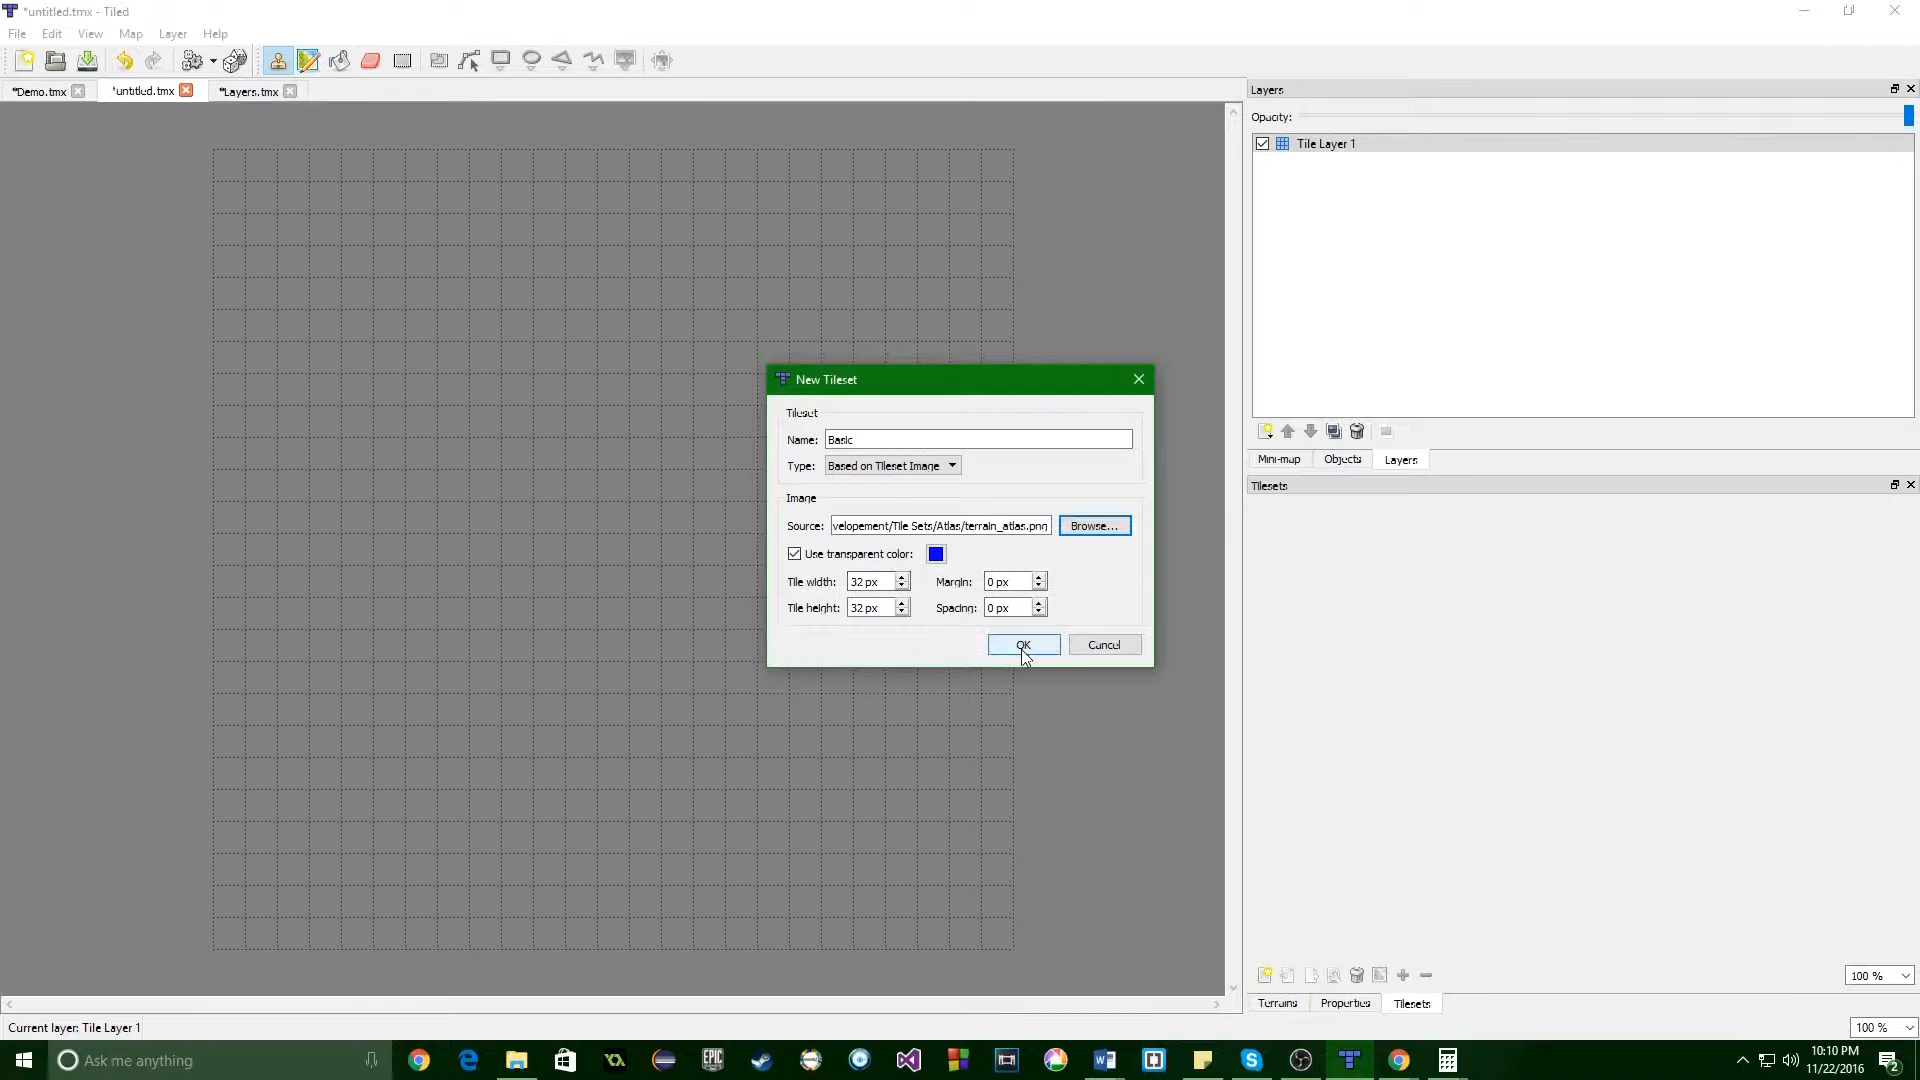 *untitled.tmx - Tiled
File Edit View Map Layer Help
*Demo.tmx *untitled.tmx *Layers.tmx
Layers
Opacity:
Tile Layer 1
New Tileset
Tileset
Name: Basic
Type: Based on Tileset Image
Image
Source: velopement/Tile Sets/Atlas/terrain_atlas.png Browse...
Use transparent color:
Tile width: 32 px Margin: 0 px
Tile height: 32 px Spacing: 0 px
OK Cancel
Mini-map Objects Layers
Tilesets
100 %
Terrains Properties Tilesets
Current layer: Tile Layer 1
100 %
Ask me anything
EPIC GAMES
10:10 PM
11/22/2016
2